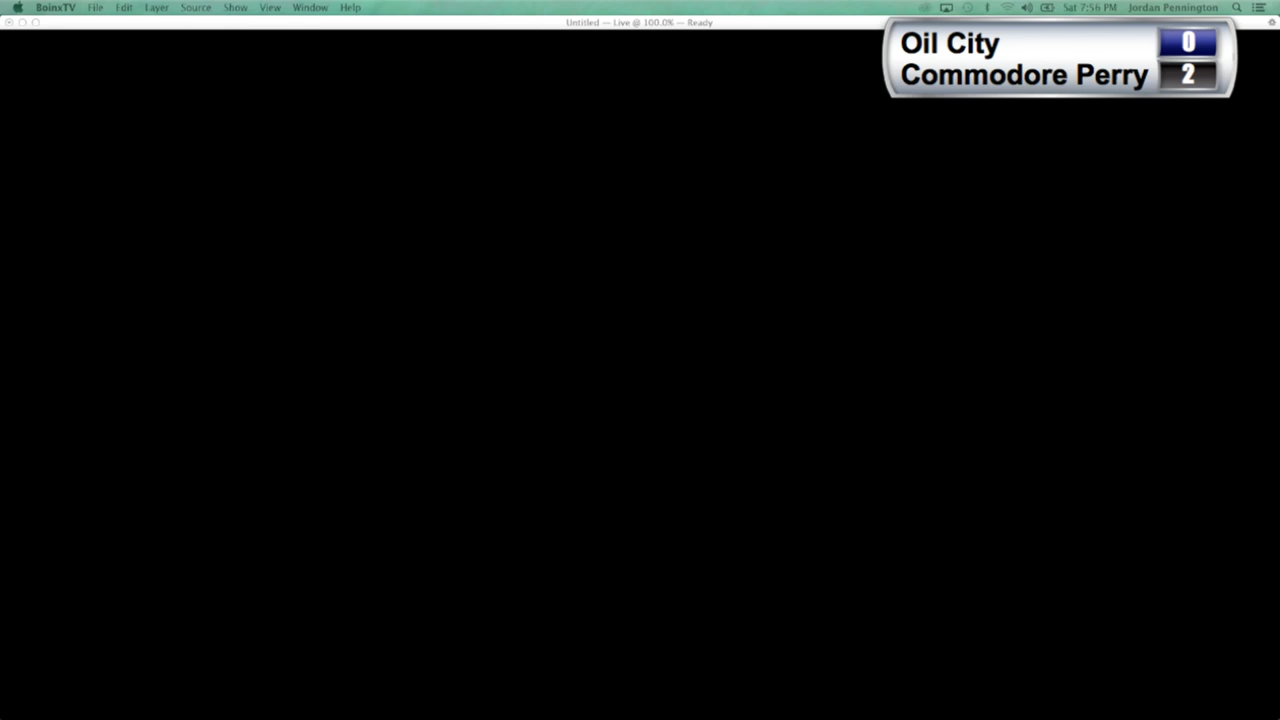 BoinxTV File Edit Layer Source Show View Window Help Sat 7:56 PM Jordan Pennington
Untitled — Live @ 100.0% — Ready
Oil City 0
Commodore Perry 2